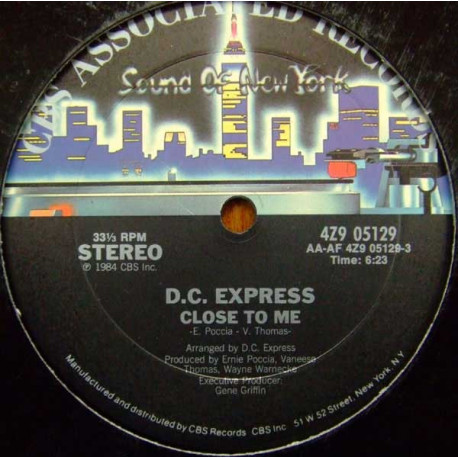 CBS ASSOCIATED RECORDS
Sound Of New York
33⅓ RPM
STEREO
℗ 1984 CBS Inc.
4Z9 05129
AA-AF 4Z9 05129-3
Time: 6:23
D.C. EXPRESS
CLOSE TO ME
-E. Poccia - V. Thomas-
Arranged by D.C. Express
Produced by Ernie Poccia, Vaneese
Thomas, Wayne Warnecke
Executive Producer,
Gene Griffin
Manufactured and distributed by CBS Records CBS Inc 51 W 52 Street, New York, N.Y.